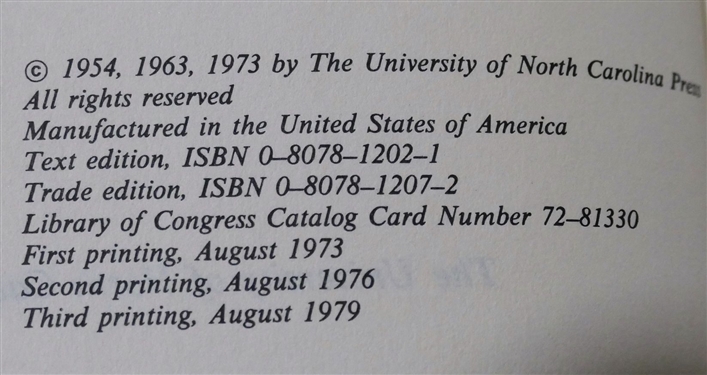 © 1954, 1963, 1973 by The University of North Carolina Press
All rights reserved
Manufactured in the United States of America
Text edition, ISBN 0–8078–1202–1
Trade edition, ISBN 0–8078–1207–2
Library of Congress Catalog Card Number 72–81330
First printing, August 1973
Second printing, August 1976
Third printing, August 1979